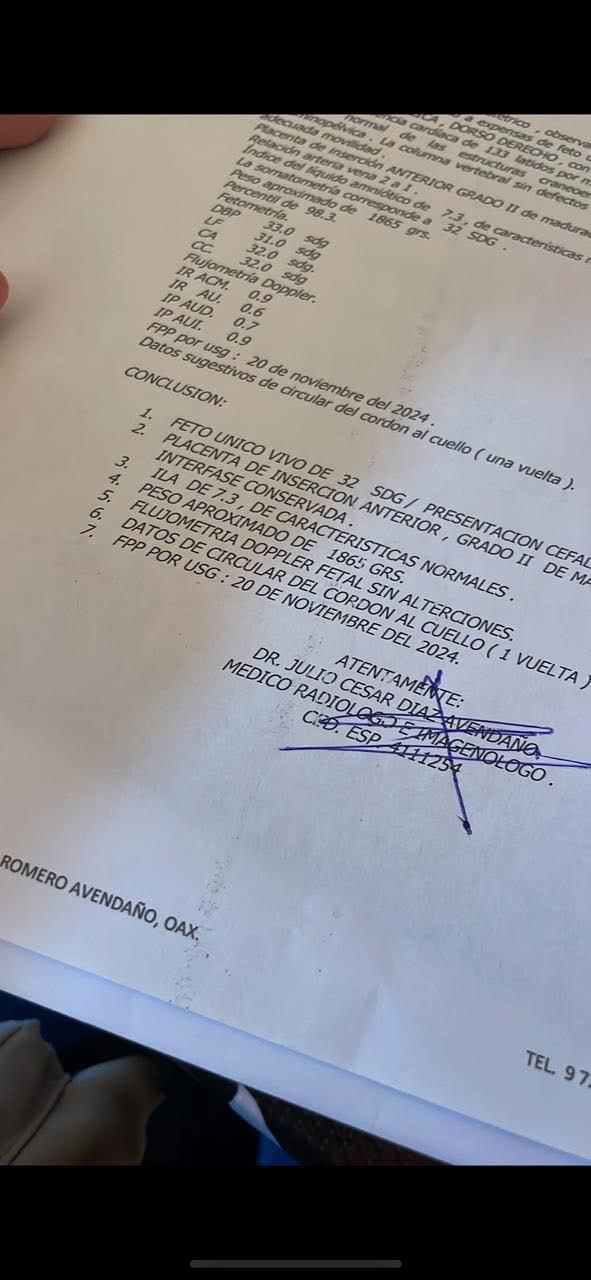 a expensas de feto
DORSO DERECHO, con
cardiaca de 133 latidos por
normal de las estructuras
. La columna vertebral sin defectos
adecuada movilidad.
Placenta de inserción ANTERIOR GRADO II de
Relación arteria vena 2 a 1.
Índice del líquido amniótico de 7.3, de características
La somatometría corresponde a 32 SDG .
Peso aproximado de 1865 grs.
Percentil de 98.3.
Fetometría.
DBP 33.0 sdg
LF 31.0 sdg
CA 32.0 sdg.
CC. 32.0 sdg
Flujometría Doppler.
IR ACM. 0.9
IR AU. 0.6
IP AUD. 0.7
IP AUI. 0.9
FPP por usg : 20 de noviembre del 2024 .
Datos sugestivos de circular del cordon al cuello ( una vuelta ).
CONCLUSION:
1. FETO UNICO VIVO DE 32 SDG / PRESENTACION
2. PLACENTA DE INSERCION ANTERIOR , GRADO II DE
INTERFASE CONSERVADA .
3. ILA DE 7.3 , DE CARACTERISTICAS NORMALES .
4. PESO APROXIMADO DE 1865 GRS.
5. FLUJOMETRIA DOPPLER FETAL SIN ALTERCIONES.
6. DATOS DE CIRCULAR DEL CORDON AL CUELLO ( 1 VUELTA )
7. FPP POR USG : 20 DE NOVIEMBRE DEL 2024.
ATENTAMENTE:
DR. JULIO CESAR DIAZ AVENDAÑO.
MEDICO RADIOLOGO E IMAGENOLOGO .
CED. ESP. 4111254
ROMERO AVENDAÑO, OAX.
TEL. 97